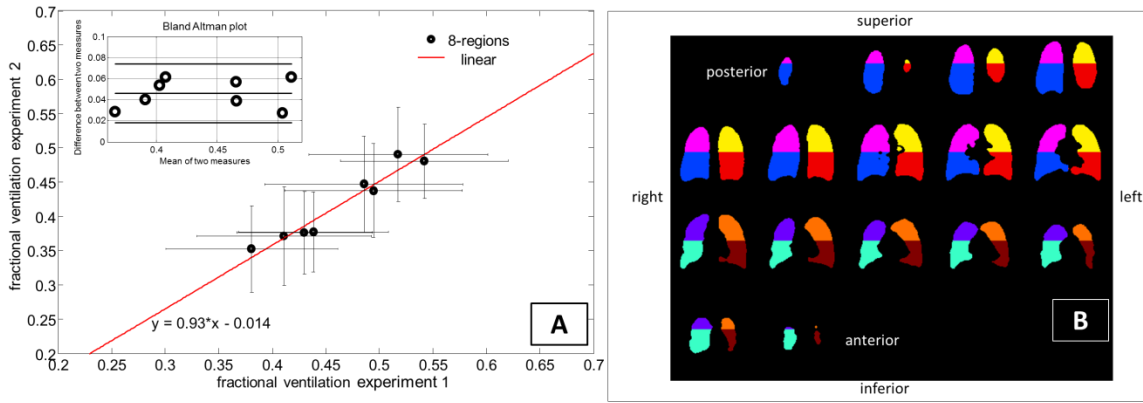 Bland Altman plot
Difference between two measures
0.1
0.08
0.06
0.04
0.02
0
0.4
0.45
0.5
Mean of two measures
8-regions
linear
fractional ventilation experiment 2
0.65
0.6
0.55
0.5
0.45
0.4
0.35
0.3
0.25
0.2
y = 0.93*x - 0.014
A
0.2
0.25
0.3
0.35
0.4
0.45
0.5
0.55
0.6
0.65
0.7
fractional ventilation experiment 1
superior
posterior
right
left
anterior
B
inferior